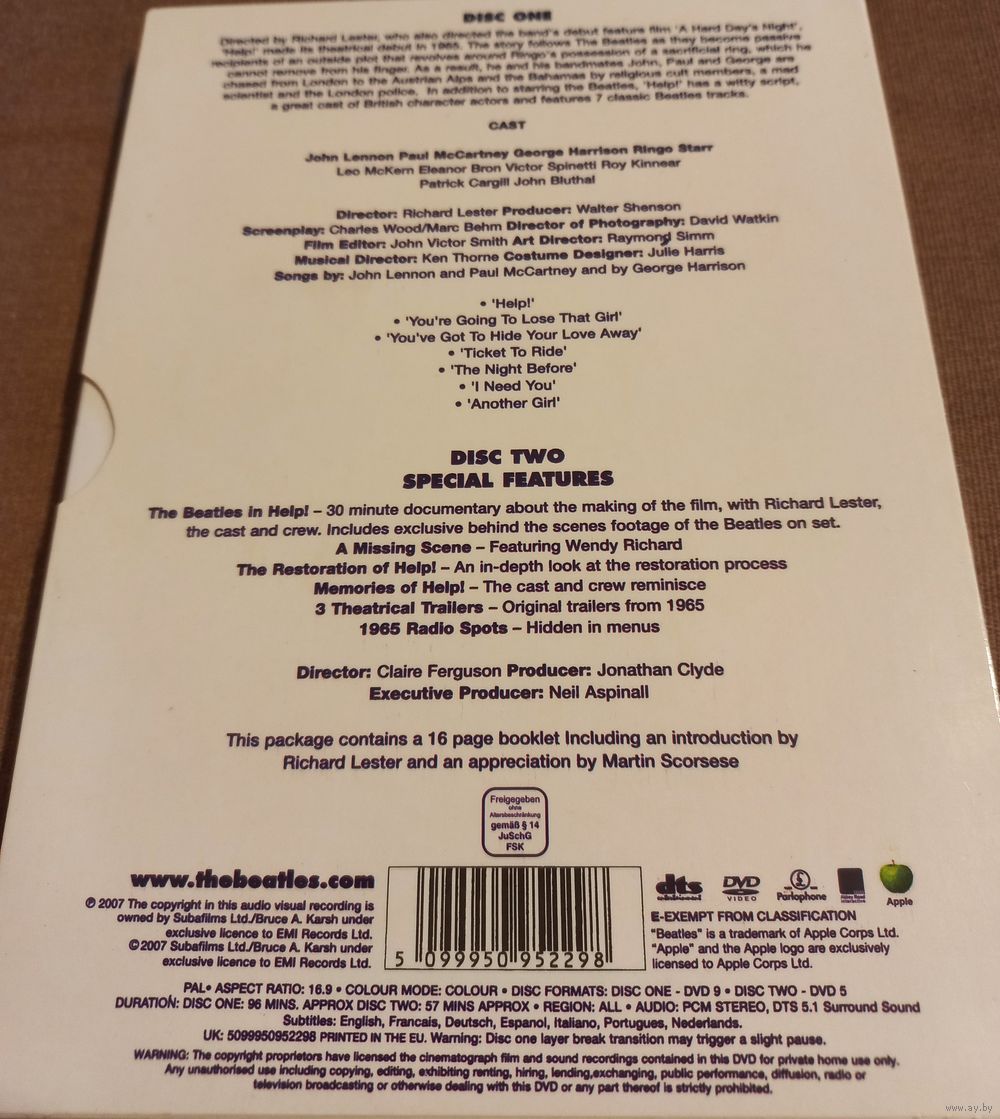 DISC ONE
Directed by Richard Lester, who also directed the band's debut feature film 'A Hard Day's Night',
'Help!' made its theatrical debut in 1965. The story follows The Beatles as they become passive
recipients of an outside plot that revolves around Ringo's possession of a sacrificial ring, which he
cannot remove from his finger. As a result, he and his bandmates John, Paul and George are
chased from London to the Austrian Alps and the Bahamas by religious cult members, a mad
scientist and the London police. In addition to starring the Beatles, 'Help!' has a witty script,
a great cast of British character actors and features 7 classic Beatles tracks.
CAST
John Lennon Paul McCartney George Harrison Ringo Starr
Leo McKern Eleanor Bron Victor Spinetti Roy Kinnear
Patrick Cargill John Bluthal
Director: Richard Lester Producer: Walter Shenson
Screenplay: Charles Wood/Marc Behm Director of Photography: David Watkin
Film Editor: John Victor Smith Art Director: Raymond Simm
Musical Director: Ken Thorne Costume Designer: Julie Harris
Songs by: John Lennon and Paul McCartney and by George Harrison
• 'Help!'
• 'You're Going To Lose That Girl'
• 'You've Got To Hide Your Love Away'
• 'Ticket To Ride'
• 'The Night Before'
• 'I Need You'
• 'Another Girl'
DISC TWO
SPECIAL FEATURES
The Beatles in Help! – 30 minute documentary about the making of the film, with Richard Lester,
the cast and crew. Includes exclusive behind the scenes footage of the Beatles on set.
A Missing Scene – Featuring Wendy Richard
The Restoration of Help! – An in-depth look at the restoration process
Memories of Help! – The cast and crew reminisce
3 Theatrical Trailers – Original trailers from 1965
1965 Radio Spots – Hidden in menus
Director: Claire Ferguson Producer: Jonathan Clyde
Executive Producer: Neil Aspinall
This package contains a 16 page booklet Including an introduction by
Richard Lester and an appreciation by Martin Scorsese
Freigegeben
ohne
Altersbeschränkung
gemäß § 14
JuSchG
FSK
www.thebeatles.com
℗ 2007 The copyright in this audio visual recording is
owned by Subafilms Ltd./Bruce A. Karsh under
exclusive licence to EMI Records Ltd.
© 2007 Subafilms Ltd./Bruce A. Karsh under
exclusive licence to EMI Records Ltd.
5 099950 952298
dts
entertainment
DVD
VIDEO
Parlophone
Abbey Road
Interactive
Apple
E-EXEMPT FROM CLASSIFICATION
"Beatles" is a trademark of Apple Corps Ltd.
"Apple" and the Apple logo are exclusively
licensed to Apple Corps Ltd.
PAL• ASPECT RATIO: 16.9 • COLOUR MODE: COLOUR • DISC FORMATS: DISC ONE - DVD 9 • DISC TWO - DVD 5
DURATION: DISC ONE: 96 MINS. APPROX DISC TWO: 57 MINS APPROX • REGION: ALL • AUDIO: PCM STEREO, DTS 5.1 Surround Sound
Subtitles: English, Francais, Deutsch, Espanol, Italiano, Portugues, Nederlands.
UK: 5099950952298 PRINTED IN THE EU. Warning: Disc one layer break transition may trigger a slight pause.
WARNING: The copyright proprietors have licensed the cinematograph film and sound recordings contained in this DVD for private home use only.
Any unauthorised use including copying, editing, exhibiting renting, hiring, lending,exchanging, public performance, diffusion, radio or
television broadcasting or otherwise dealing with this DVD or any part thereof is strictly prohibited.
www.ay.by